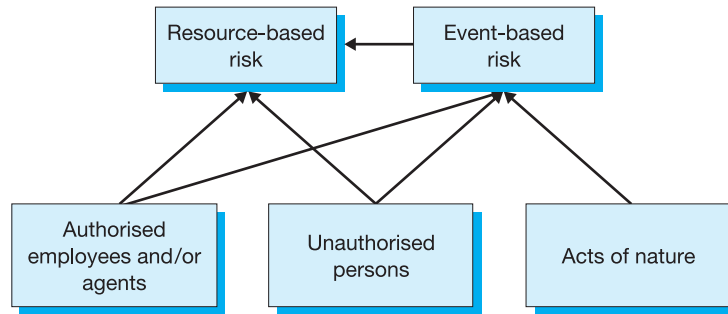 Resource-based
risk
Event-based
risk
Authorised
employees and/or
agents
Unauthorised
persons
Acts of nature